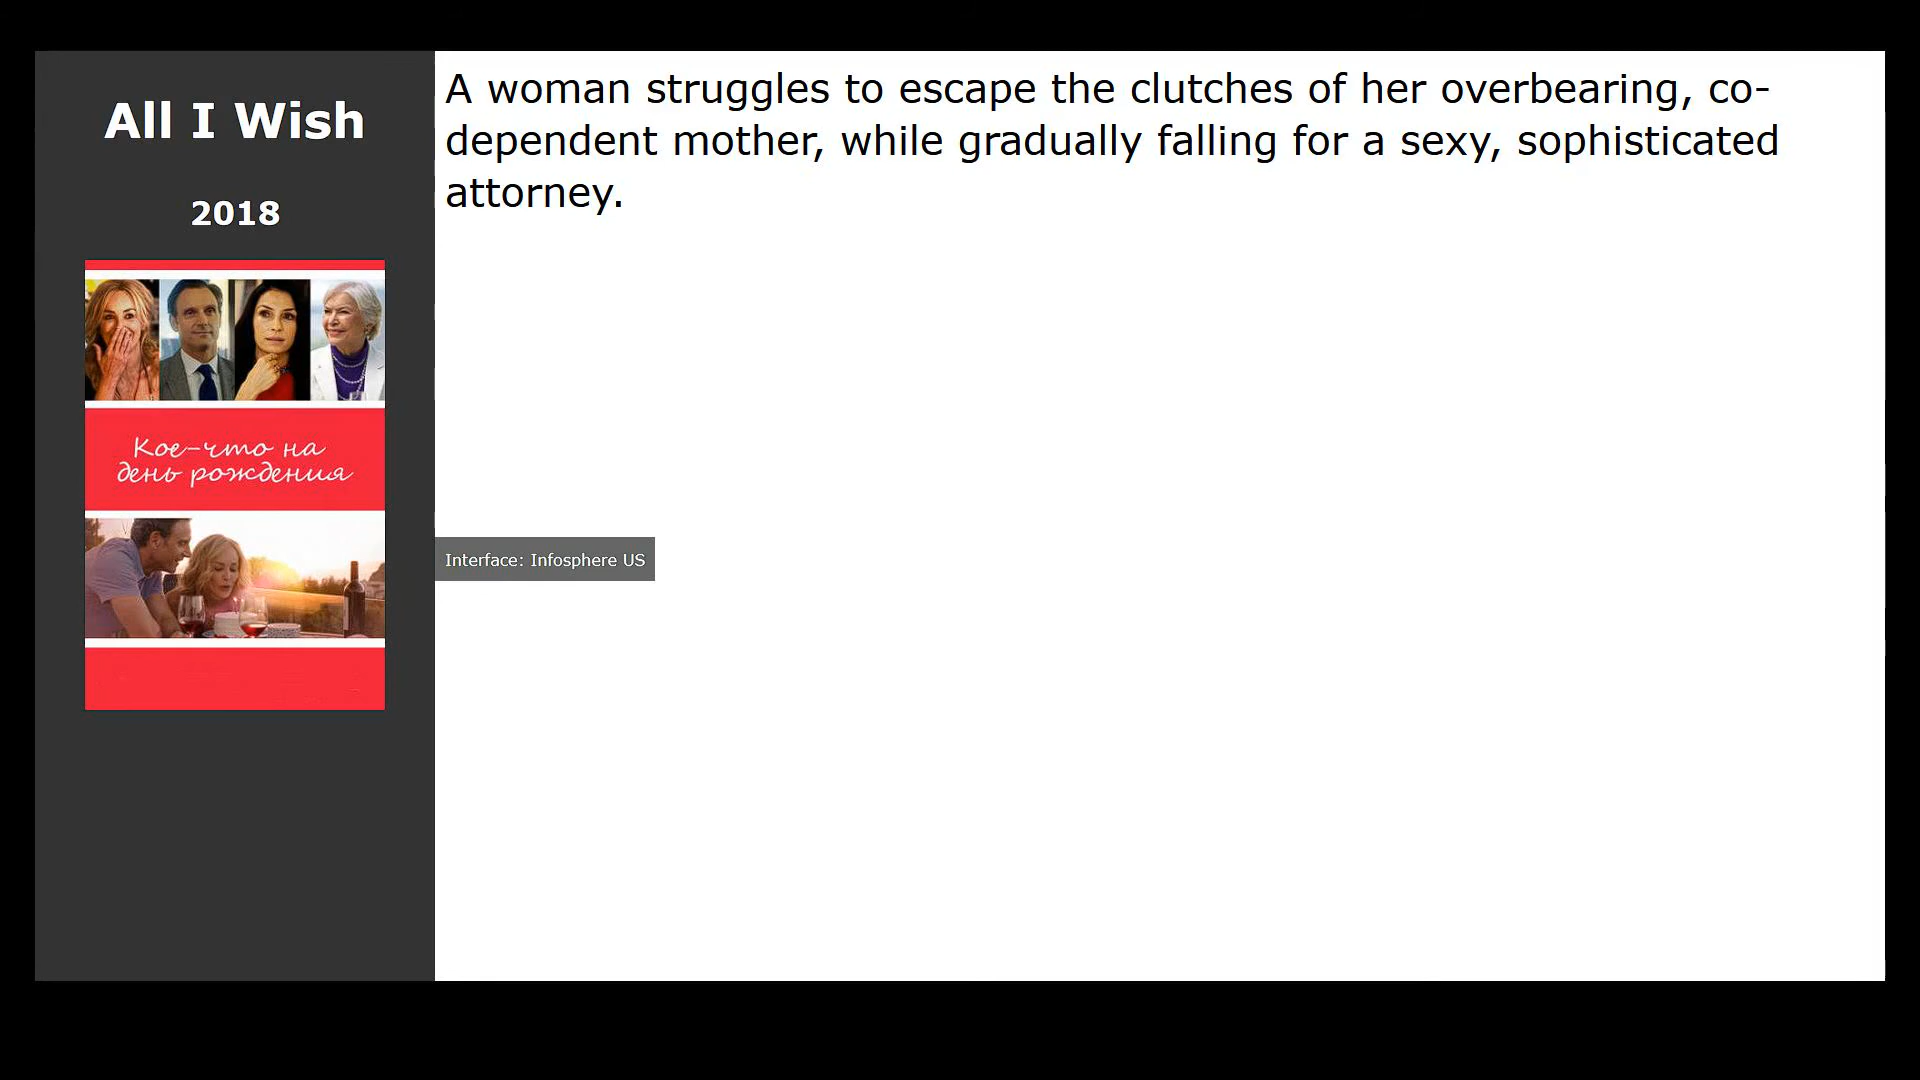 All I Wish
2018
Кое-что на
день рождения
A woman struggles to escape the clutches of her overbearing, co-
dependent mother, while gradually falling for a sexy, sophisticated
attorney.
Interface: Infosphere US